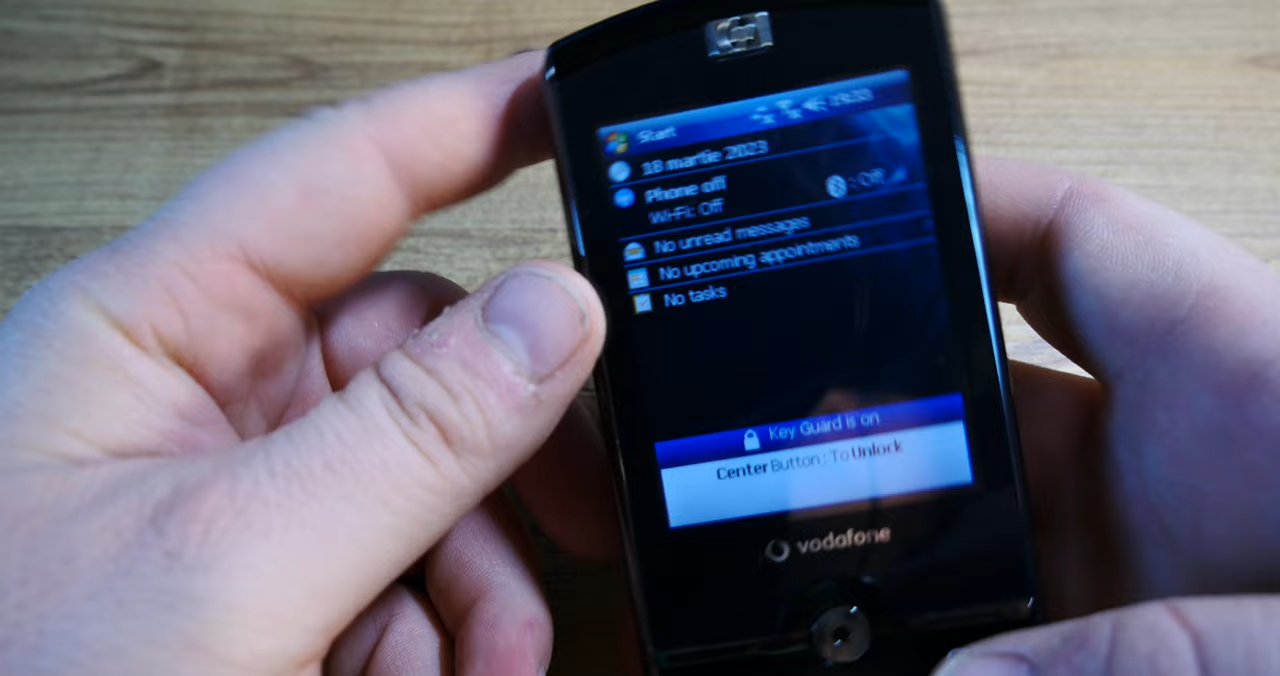 hp
Start
18 martie 2023
Phone off
: Off
Wi-Fi: Off
No unread messages
No upcoming appointments
No tasks
Key Guard is on
Center Button : To Unlock
vodafone